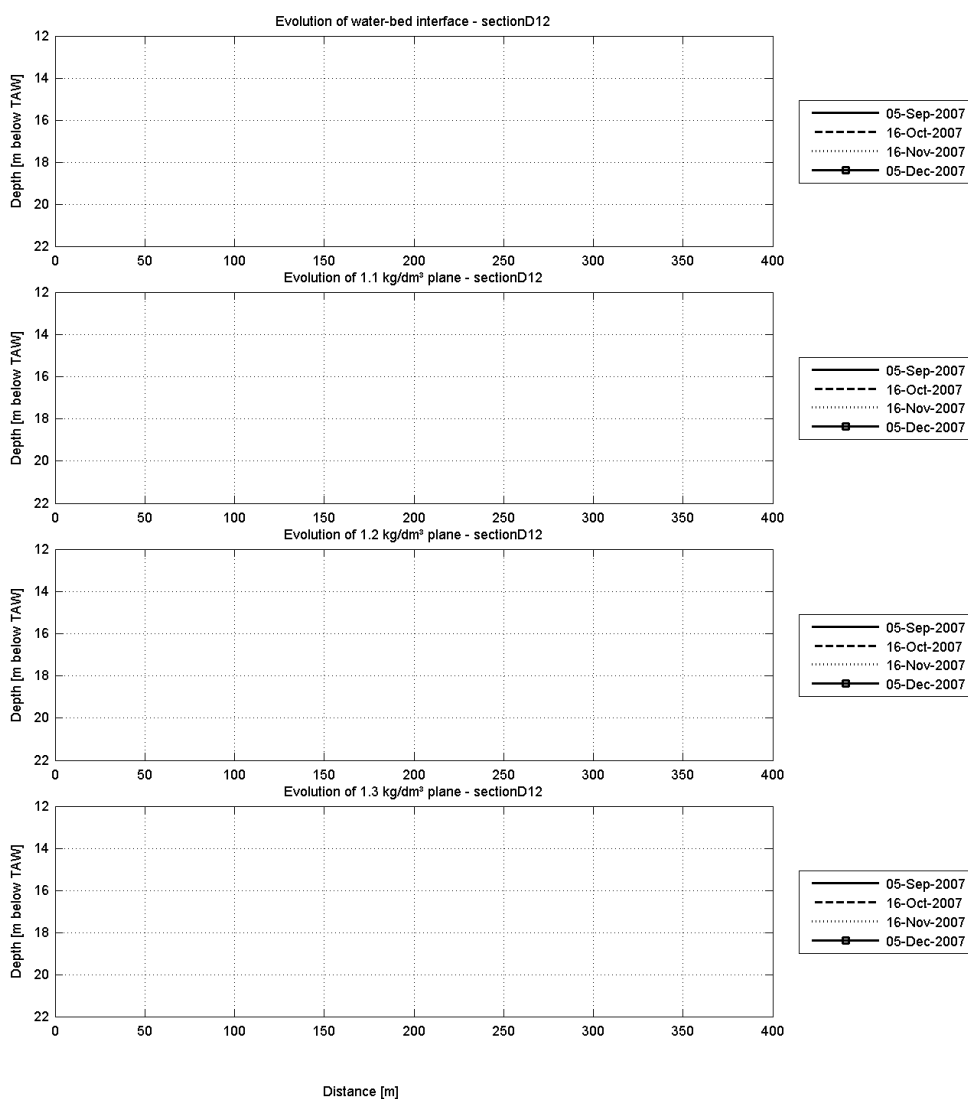 Evolution of water-bed interface - sectionD12
12
14
16
18
20
22
Depth [m below TAW]
0 50 100 150 200 250 300 350 400
05-Sep-2007
16-Oct-2007
16-Nov-2007
05-Dec-2007
Evolution of 1.1 kg/dm³ plane - sectionD12
12
14
16
18
20
22
Depth [m below TAW]
0 50 100 150 200 250 300 350 400
05-Sep-2007
16-Oct-2007
16-Nov-2007
05-Dec-2007
Evolution of 1.2 kg/dm³ plane - sectionD12
12
14
16
18
20
22
Depth [m below TAW]
0 50 100 150 200 250 300 350 400
05-Sep-2007
16-Oct-2007
16-Nov-2007
05-Dec-2007
Evolution of 1.3 kg/dm³ plane - sectionD12
12
14
16
18
20
22
Depth [m below TAW]
0 50 100 150 200 250 300 350 400
05-Sep-2007
16-Oct-2007
16-Nov-2007
05-Dec-2007
Distance [m]